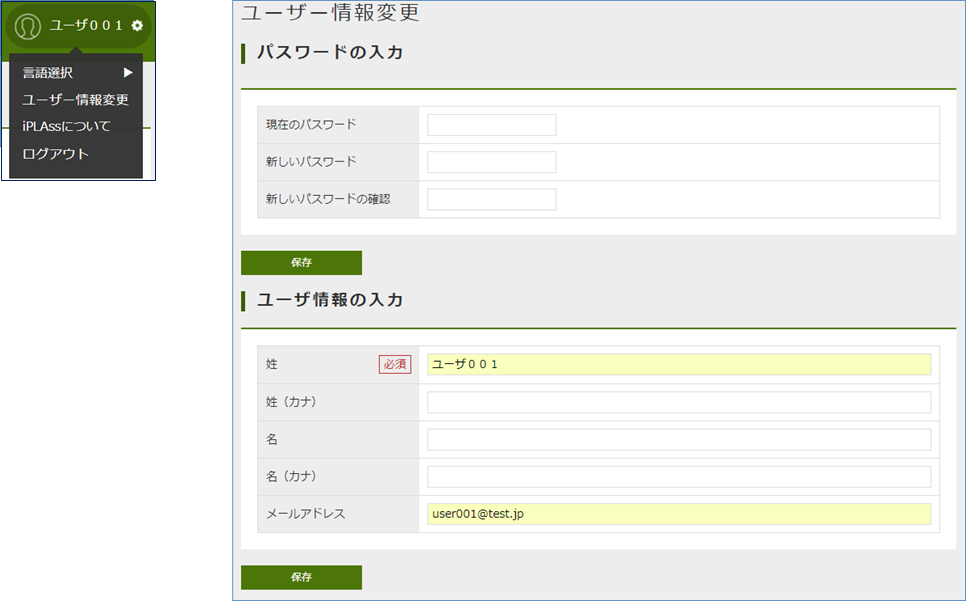 ユーザ００１
言語選択
ユーザー情報変更
iPLAssについて
ログアウト
ユーザー情報変更
パスワードの入力
現在のパスワード
新しいパスワード
新しいパスワードの確認
保存
ユーザ情報の入力
姓 必須 ユーザ００１
姓（カナ）
名
名（カナ）
メールアドレス user001@test.jp
保存